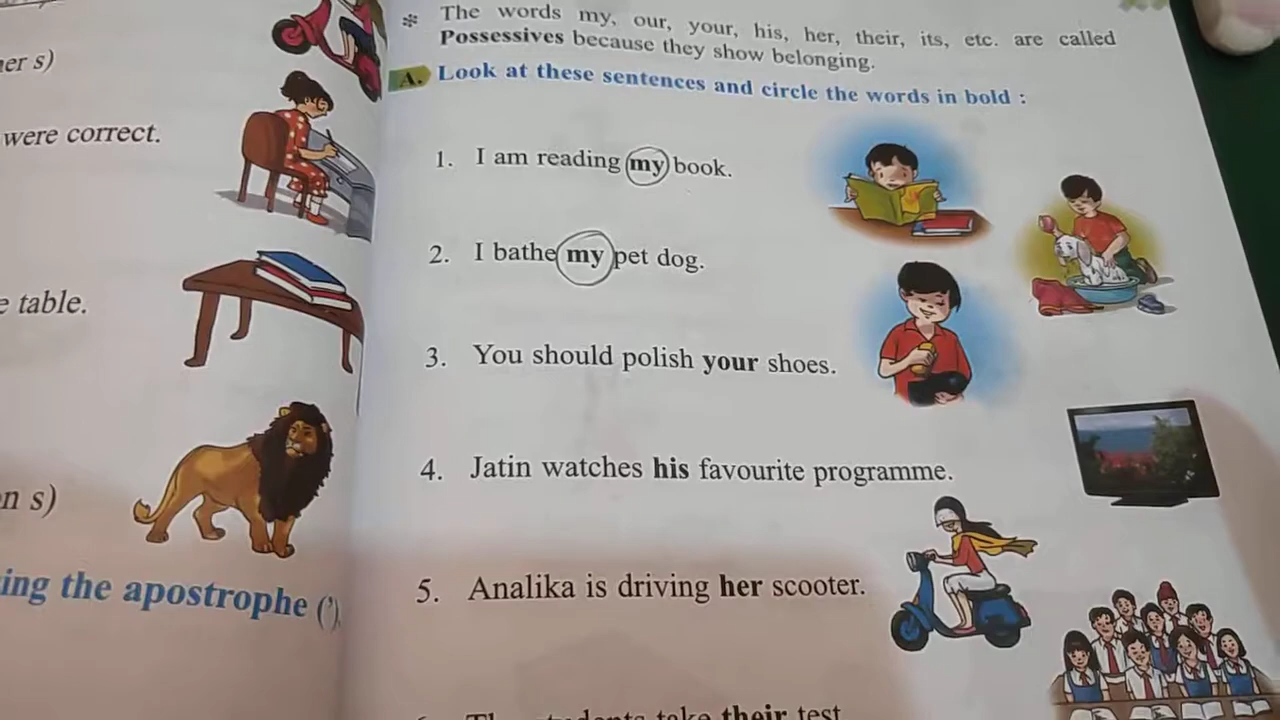 er s)
were correct.
table.
n s)
ing the apostrophe (’),
* The words my, our, your, his, her, their, its, etc. are called
Possessives because they show belonging.
A. Look at these sentences and circle the words in bold :
1. I am reading my book.
2. I bathe my pet dog.
3. You should polish your shoes.
4. Jatin watches his favourite programme.
5. Analika is driving her scooter.
students take their test